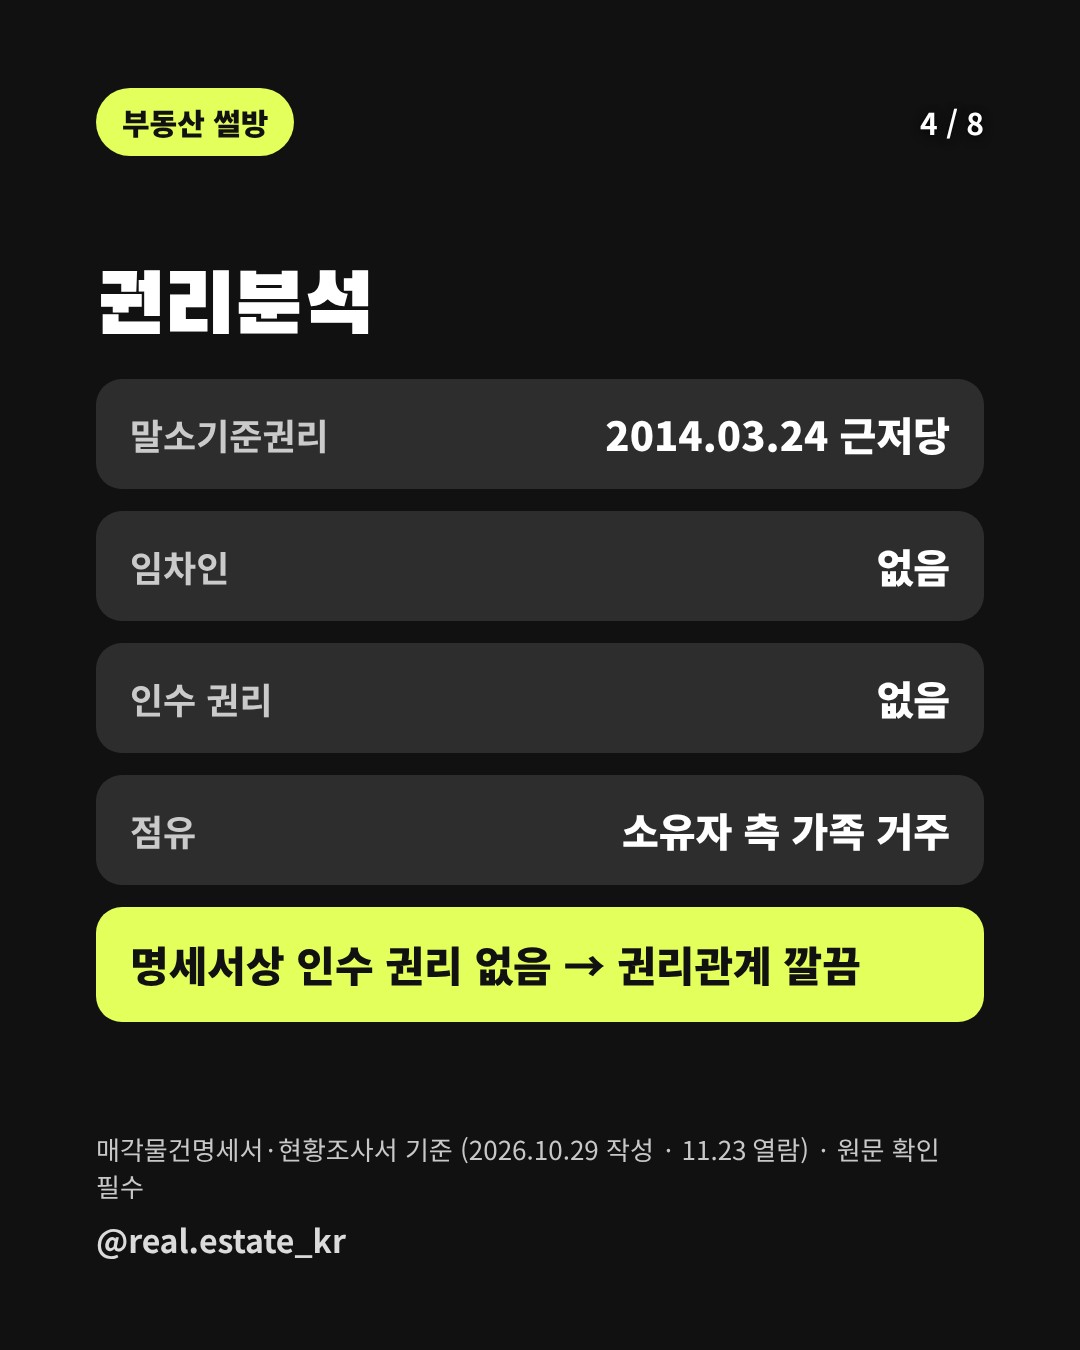 부동산 썰방
4 / 8
권리분석
말소기준권리
2014.03.24 근저당
임차인
없음
인수 권리
없음
점유
소유자 측 가족 거주
명세서상 인수 권리 없음 → 권리관계 깔끔
매각물건명세서·현황조사서 기준 (2026.10.29 작성 · 11.23 열람) · 원문 확인
필수
@real.estate_kr